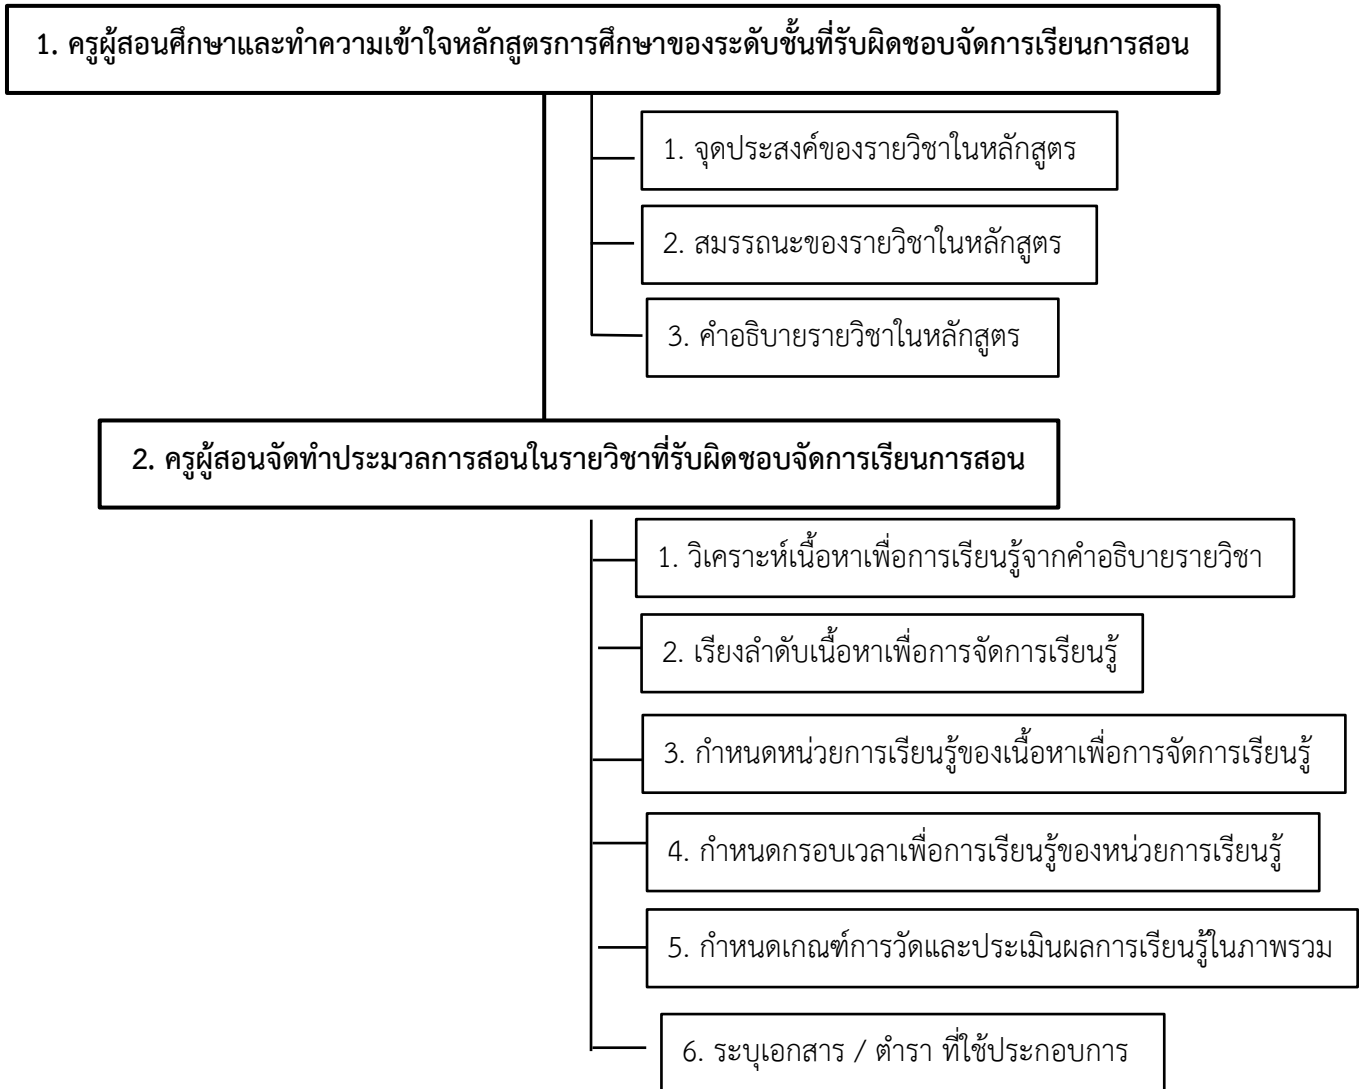 1. ครูผู้สอนศึกษาและทำความเข้าใจหลักสูตรการศึกษาของระดับชั้นที่รับผิดชอบจัดการเรียนการสอน
1. จุดประสงค์ของรายวิชาในหลักสูตร
2. สมรรถนะของรายวิชาในหลักสูตร
3. คำอธิบายรายวิชาในหลักสูตร
2. ครูผู้สอนจัดทำประมวลการสอนในรายวิชาที่รับผิดชอบจัดการเรียนการสอน
1. วิเคราะห์เนื้อหาเพื่อการเรียนรู้จากคำอธิบายรายวิชา
2. เรียงลำดับเนื้อหาเพื่อการจัดการเรียนรู้
3. กำหนดหน่วยการเรียนรู้ของเนื้อหาเพื่อการจัดการเรียนรู้
4. กำหนดกรอบเวลาเพื่อการเรียนรู้ของหน่วยการเรียนรู้
5. กำหนดเกณฑ์การวัดและประเมินผลการเรียนรู้ในภาพรวม
6. ระบุเอกสาร / ตำรา ที่ใช้ประกอบการ